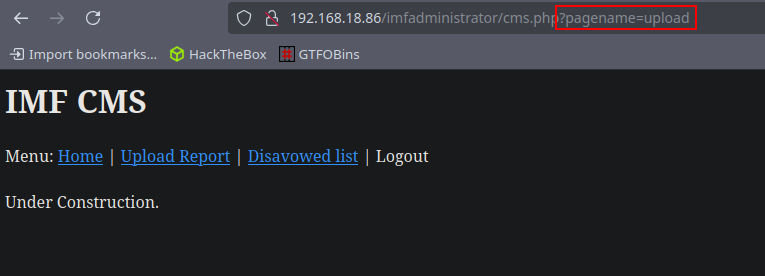 192.168.18.86/imfadministrator/cms.php?pagename=upload
Import bookmarks... HackTheBox GTFOBins
IMF CMS
Menu: Home | Upload Report | Disavowed list | Logout
Under Construction.